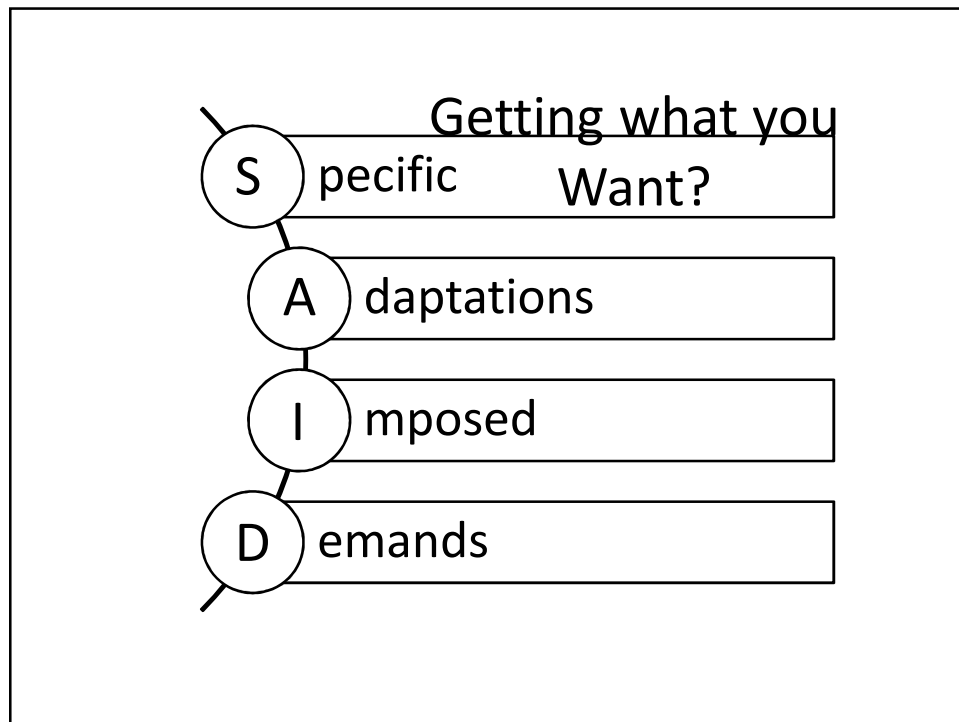 Getting what you
Want?
S pecific
A daptations
I mposed
D emands